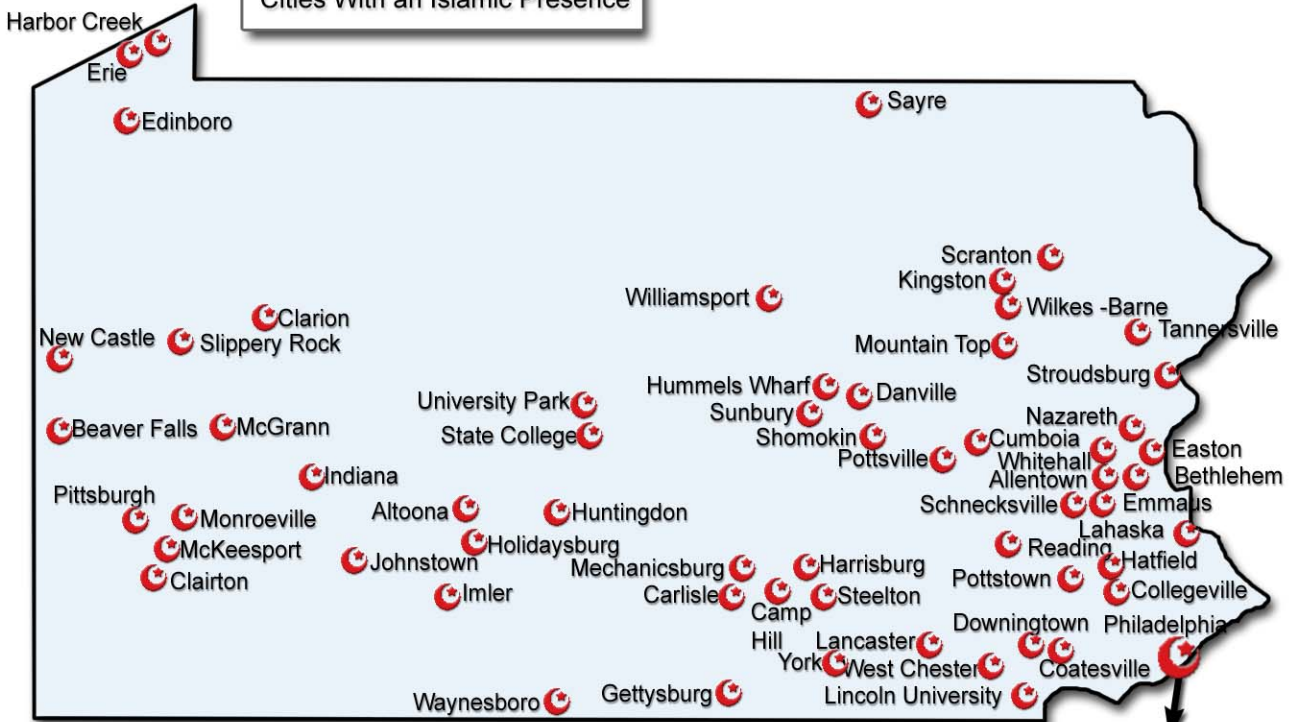 Cities With an Islamic Presence
Harbor Creek
Erie
Edinboro
Sayre
Scranton
Kingston
Williamsport
Wilkes -Barne
Clarion
Tannersville
New Castle
Slippery Rock
Mountain Top
Stroudsburg
Hummels Wharf
Danville
University Park
Sunbury
Nazareth
Beaver Falls
McGrann
State College
Shomokin
Cumboia
Easton
Pottsville
Whitehall
Indiana
Allentown
Bethlehem
Pittsburgh
Monroeville
Altoona
Huntingdon
Schnecksville
Emmaus
Lahaska
McKeesport
Holidaysburg
Reading
Johnstown
Mechanicsburg
Harrisburg
Hatfield
Clairton
Pottstown
Imler
Carlisle
Steelton
Collegeville
Camp
Hill
Downingtown
Philadelphia
Lancaster
York
West Chester
Coatesville
Waynesboro
Gettysburg
Lincoln University